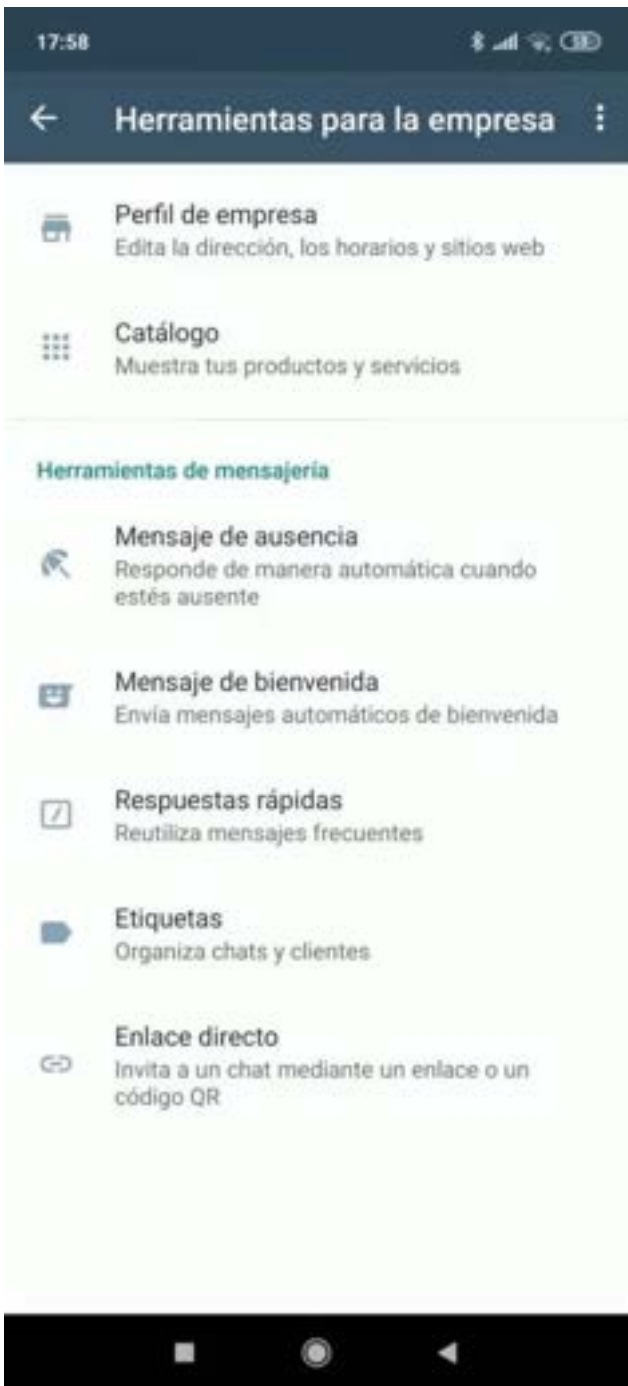 17:58
Herramientas para la empresa
Perfil de empresa
Edita la dirección, los horarios y sitios web
Catálogo
Muestra tus productos y servicios
Herramientas de mensajería
Mensaje de ausencia
Responde de manera automática cuando
estés ausente
Mensaje de bienvenida
Envía mensajes automáticos de bienvenida
Respuestas rápidas
Reutiliza mensajes frecuentes
Etiquetas
Organiza chats y clientes
Enlace directo
Invita a un chat mediante un enlace o un
código QR